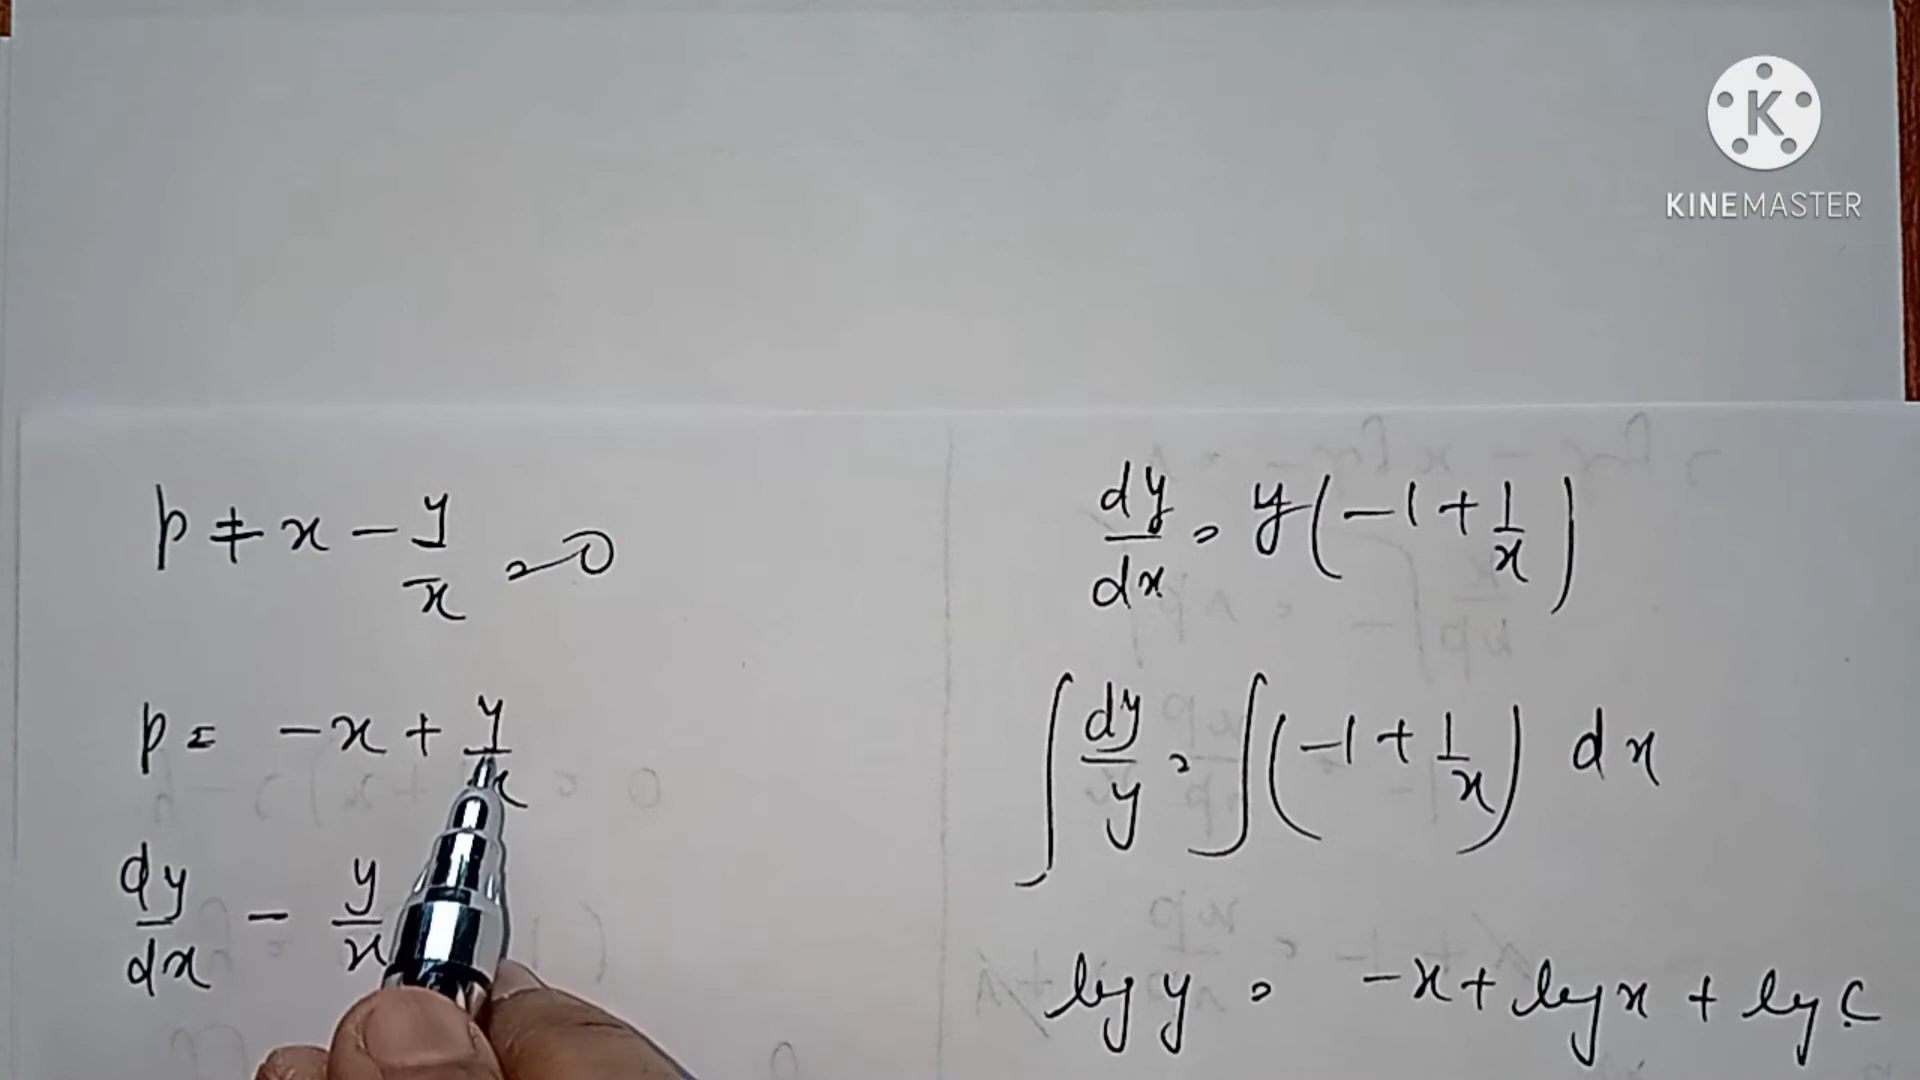 K
KINEMASTER
p + x - y/x = 0
p = -x + y/x
dy/dx - y/x
dy/dx = y(-1 + 1/x)
∫ dy/y = ∫(-1 + 1/x) dx
log y = -x + log x + log C